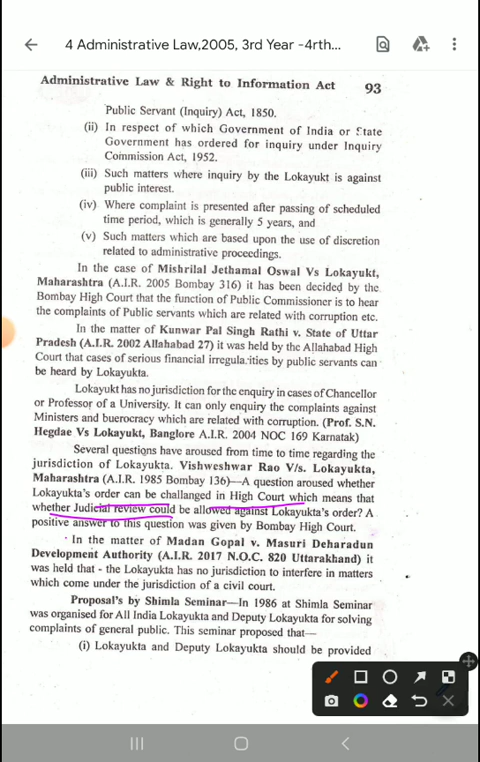 4 Administrative Law,2005, 3rd Year -4rth...
Administrative Law & Right to Information Act 93
Public Servant (Inquiry) Act, 1850.
(ii) In respect of which Government of India or State
Government has ordered for inquiry under Inquiry
Commission Act, 1952.
(iii) Such matters where inquiry by the Lokayukt is against
public interest.
(iv) Where complaint is presented after passing of scheduled
time period, which is generally 5 years, and
(v) Such matters which are based upon the use of discretion
related to administrative proceedings.
In the case of Mishrilal Jethamal Oswal Vs Lokayukt,
Maharashtra (A.I.R. 2005 Bombay 316) it has been decided by the
Bombay High Court that the function of Public Commissioner is to hear
the complaints of Public servants which are related with corruption etc.
In the matter of Kunwar Pal Singh Rathi v. State of Uttar
Pradesh (A.I.R. 2002 Allahabad 27) it was held by the Allahabad High
Court that cases of serious financial irregularities by public servants can
be heard by Lokayukta.
Lokayukt has no jurisdiction for the enquiry in cases of Chancellor
or Professor of a University. It can only enquiry the complaints against
Ministers and buerocracy which are related with corruption. (Prof. S.N.
Hegdae Vs Lokayukt, Banglore A.I.R. 2004 NOC 169 Karnatak)
Several questions have aroused from time to time regarding the
jurisdiction of Lokayukta. Vishweshwar Rao V/s. Lokayukta,
Maharashtra (A.I.R. 1985 Bombay 136)—A question aroused whether
Lokayukta's order can be challanged in High Court which means that
whether Judicial review could be allowed against Lokayukta's order? A
positive answer to this question was given by Bombay High Court.
In the matter of Madan Gopal v. Masuri Deharadun
Development Authority (A.I.R. 2017 N.O.C. 820 Uttarakhand) it
was held that - the Lokayukta has no jurisdiction to interfere in matters
which come under the jurisdiction of a civil court.
Proposal's by Shimla Seminar—In 1986 at Shimla Seminar
was organised for All India Lokayukta and Deputy Lokayukta for solving
complaints of general public. This seminar proposed that—
(i) Lokayukta and Deputy Lokayukta should be provided